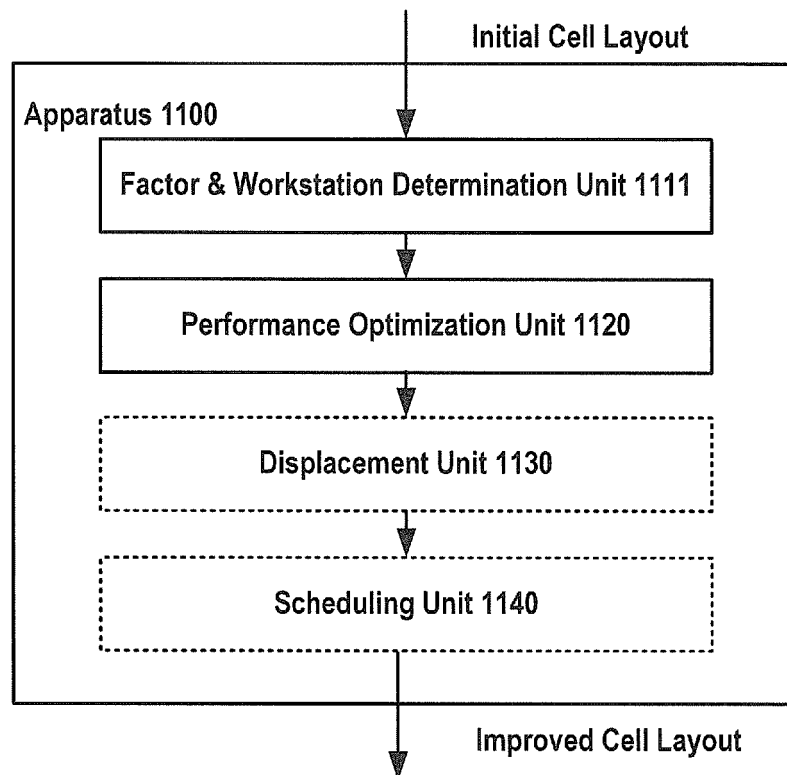 Initial Cell Layout
Apparatus 1100
Factor & Workstation Determination Unit 1111
Performance Optimization Unit 1120
Displacement Unit 1130
Scheduling Unit 1140
Improved Cell Layout